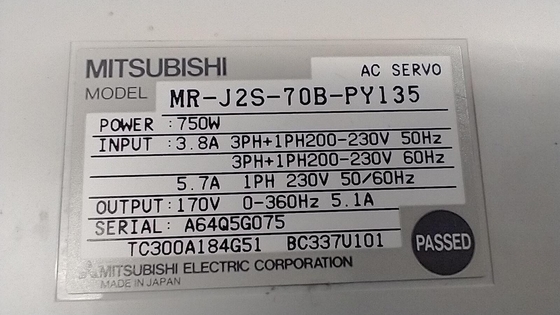 MITSUBISHI AC SERVO
MODEL MR-J2S-70B-PY135
POWER :750W
INPUT :3.8A 3PH+1PH200-230V 50Hz
3PH+1PH200-230V 60Hz
5.7A 1PH 230V 50/60Hz
OUTPUT:170V 0-360Hz 5.1A
SERIAL: A64Q5G075
TC300A184G51 BC337U101
PASSED
MITSUBISHI ELECTRIC CORPORATION
MADE IN JAPAN